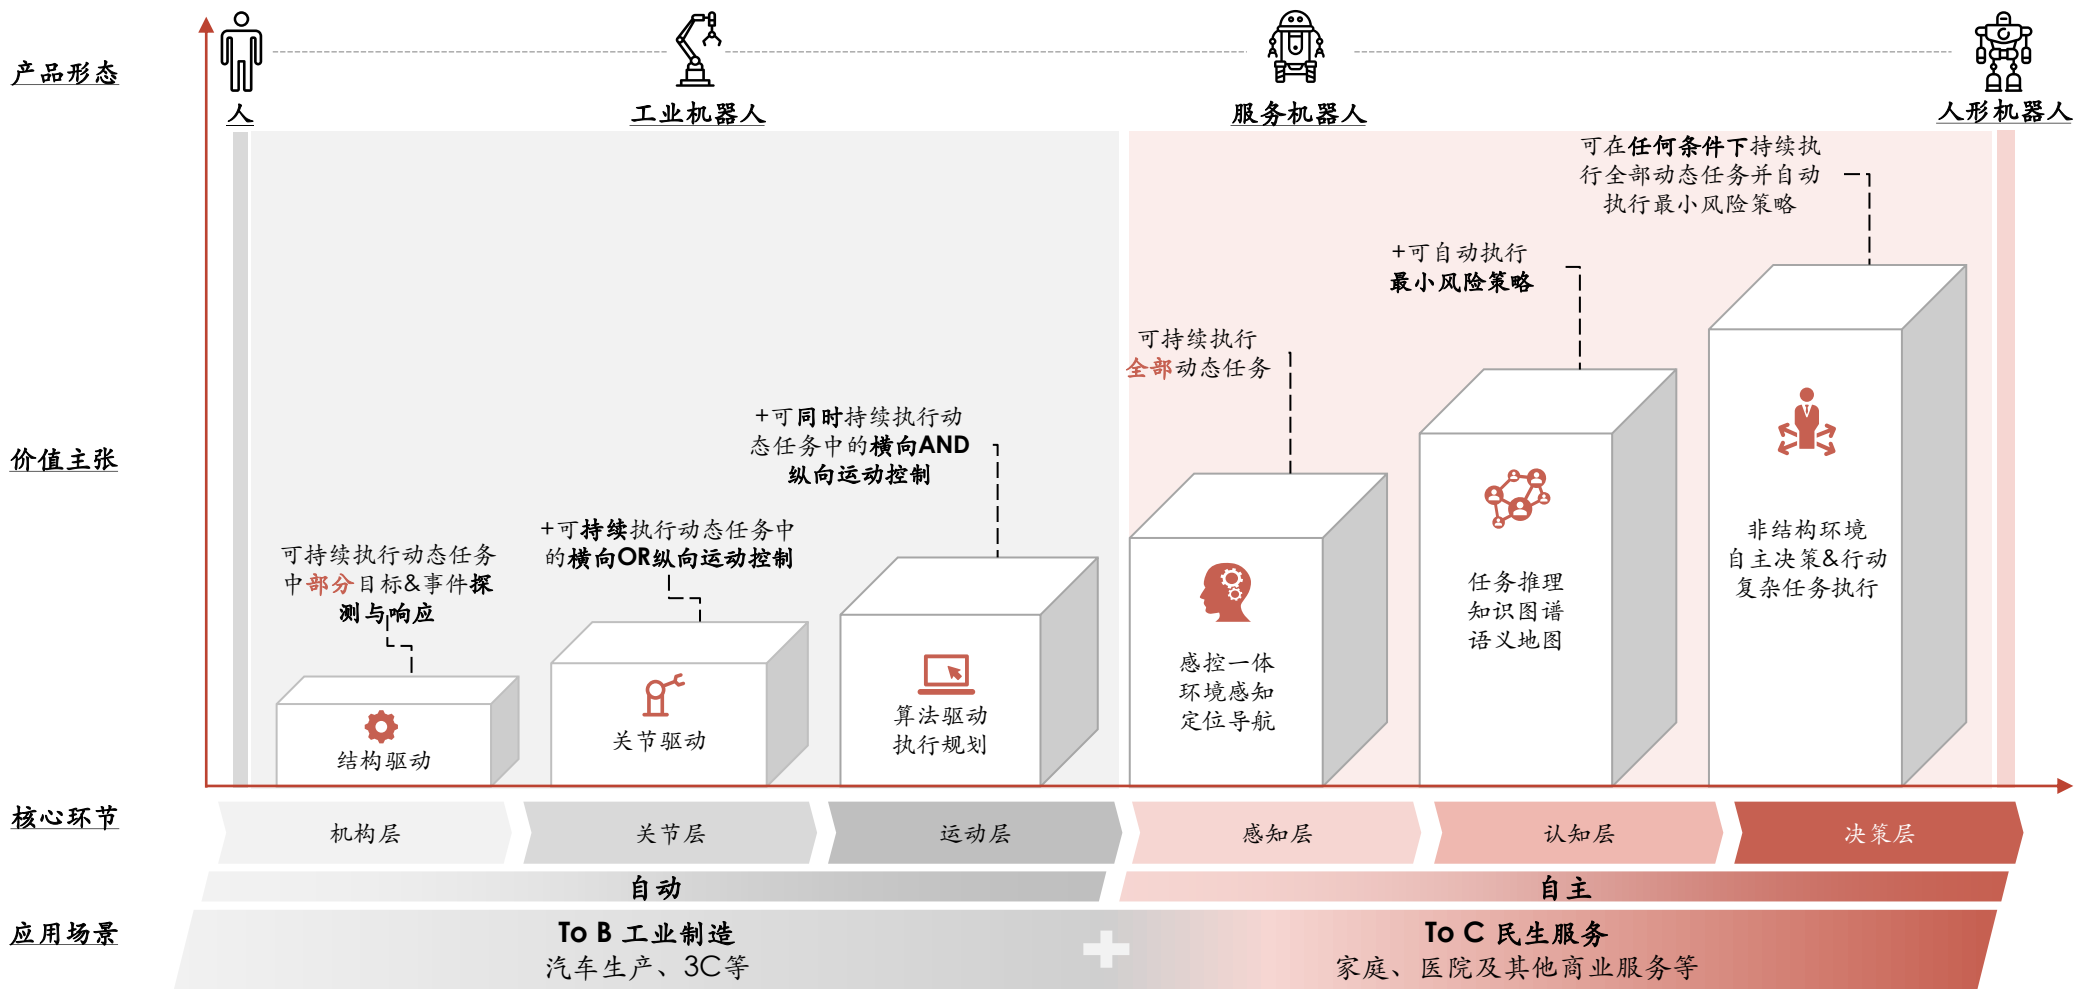 产品形态
人
工业机器人
服务机器人
人形机器人
价值主张
可持续执行动态任务
中部分目标&事件探
测与响应
结构驱动
+可持续执行动态任务中
的横向OR纵向运动控制
关节驱动
+可同时持续执行动
态任务中的横向AND
纵向运动控制
算法驱动
执行规划
可持续执行
全部动态任务
感控一体
环境感知
定位导航
+可自动执行
最小风险策略
任务推理
知识图谱
语义地图
可在任何条件下持续执
行全部动态任务并自动
执行最小风险策略
非结构环境
自主决策&行动
复杂任务执行
核心环节
机构层
关节层
运动层
感知层
认知层
决策层
自动
自主
应用场景
To B 工业制造
汽车生产、3C等
To C 民生服务
家庭、医院及其他商业服务等